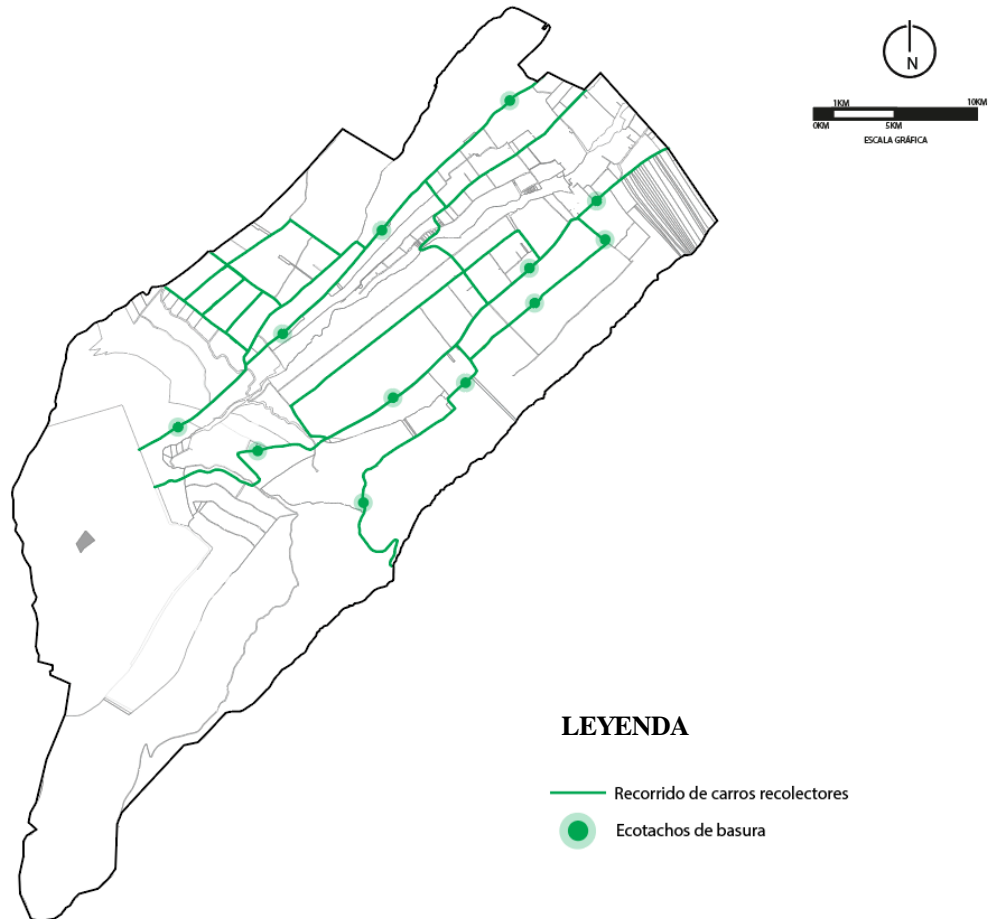 N
1KM 10KM
0KM 5KM
ESCALA GRÁFICA
LEYENDA
Recorrido de carros recolectores
Ecotachos de basura